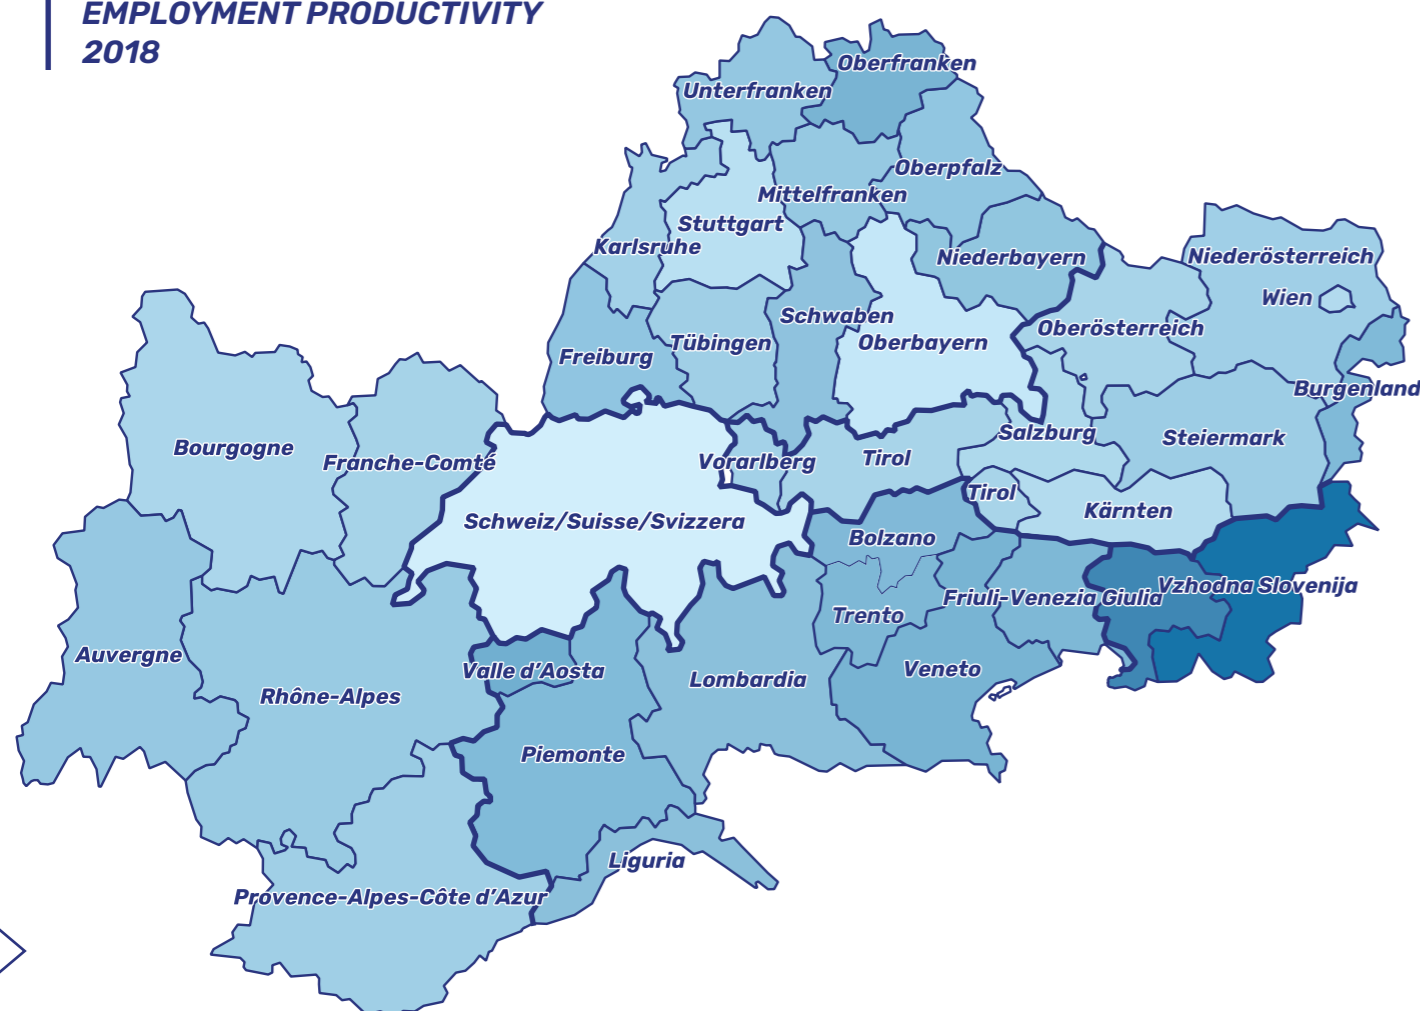 EMPLOYMENT PRODUCTIVITY
2018
Oberfranken
Unterfranken
Oberpfalz
Mittelfranken
Stuttgart
Karlsruhe
Niederbayern
Niederösterreich
Wien
Schwaben
Oberösterreich
Tübingen
Oberbayern
Freiburg
Burgenland
Salzburg
Steiermark
Bourgogne
Franche-Comté
Vorarlberg
Tirol
Tirol
Kärnten
Schweiz/Suisse/Svizzera
Bolzano
Vzhodna Slovenija
Friuli-Venezia Giulia
Trento
Auvergne
Valle d’Aosta
Veneto
Lombardia
Rhône-Alpes
Piemonte
Liguria
Provence-Alpes-Côte d’Azur